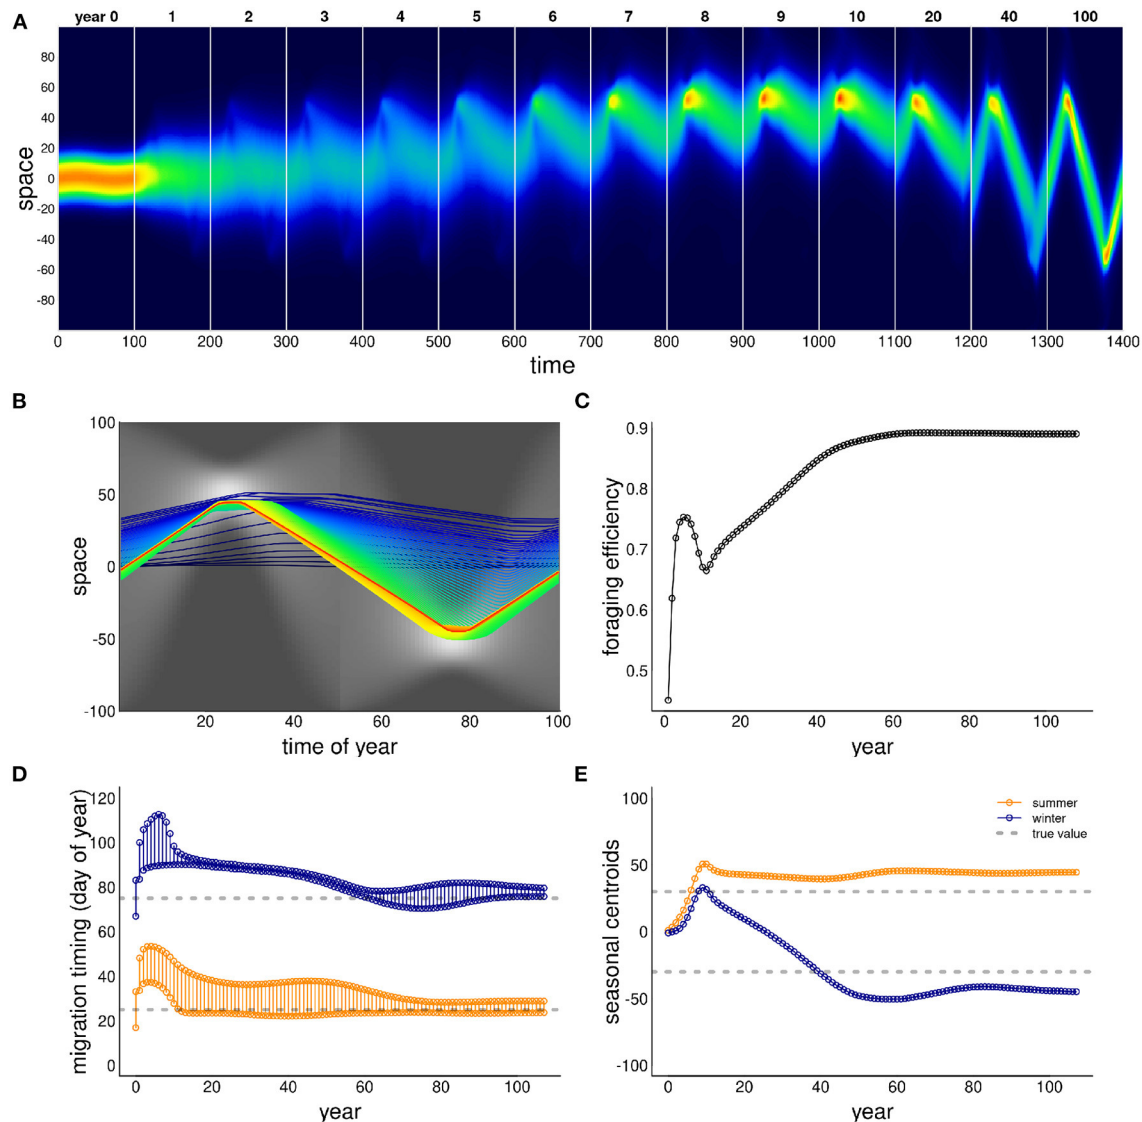 A
year 0 1 2 3 4 5 6 7 8 9 10 20 40 100
80
60
40
20
0
-20
-40
-60
-80
space
0 100 200 300 400 500 600 700 800 900 1000 1100 1200 1300 1400
time
B
100
50
0
-50
-100
space
20 40 60 80 100
time of year
C
0.9
0.8
0.7
0.6
0.5
foraging efficiency
0 20 40 60 80 100
year
D
120
100
80
60
40
20
0
migration timing (day of year)
0 20 40 60 80 100
year
E
100
50
0
-50
-100
seasonal centroids
summer
winter
true value
0 20 40 60 80 100
year